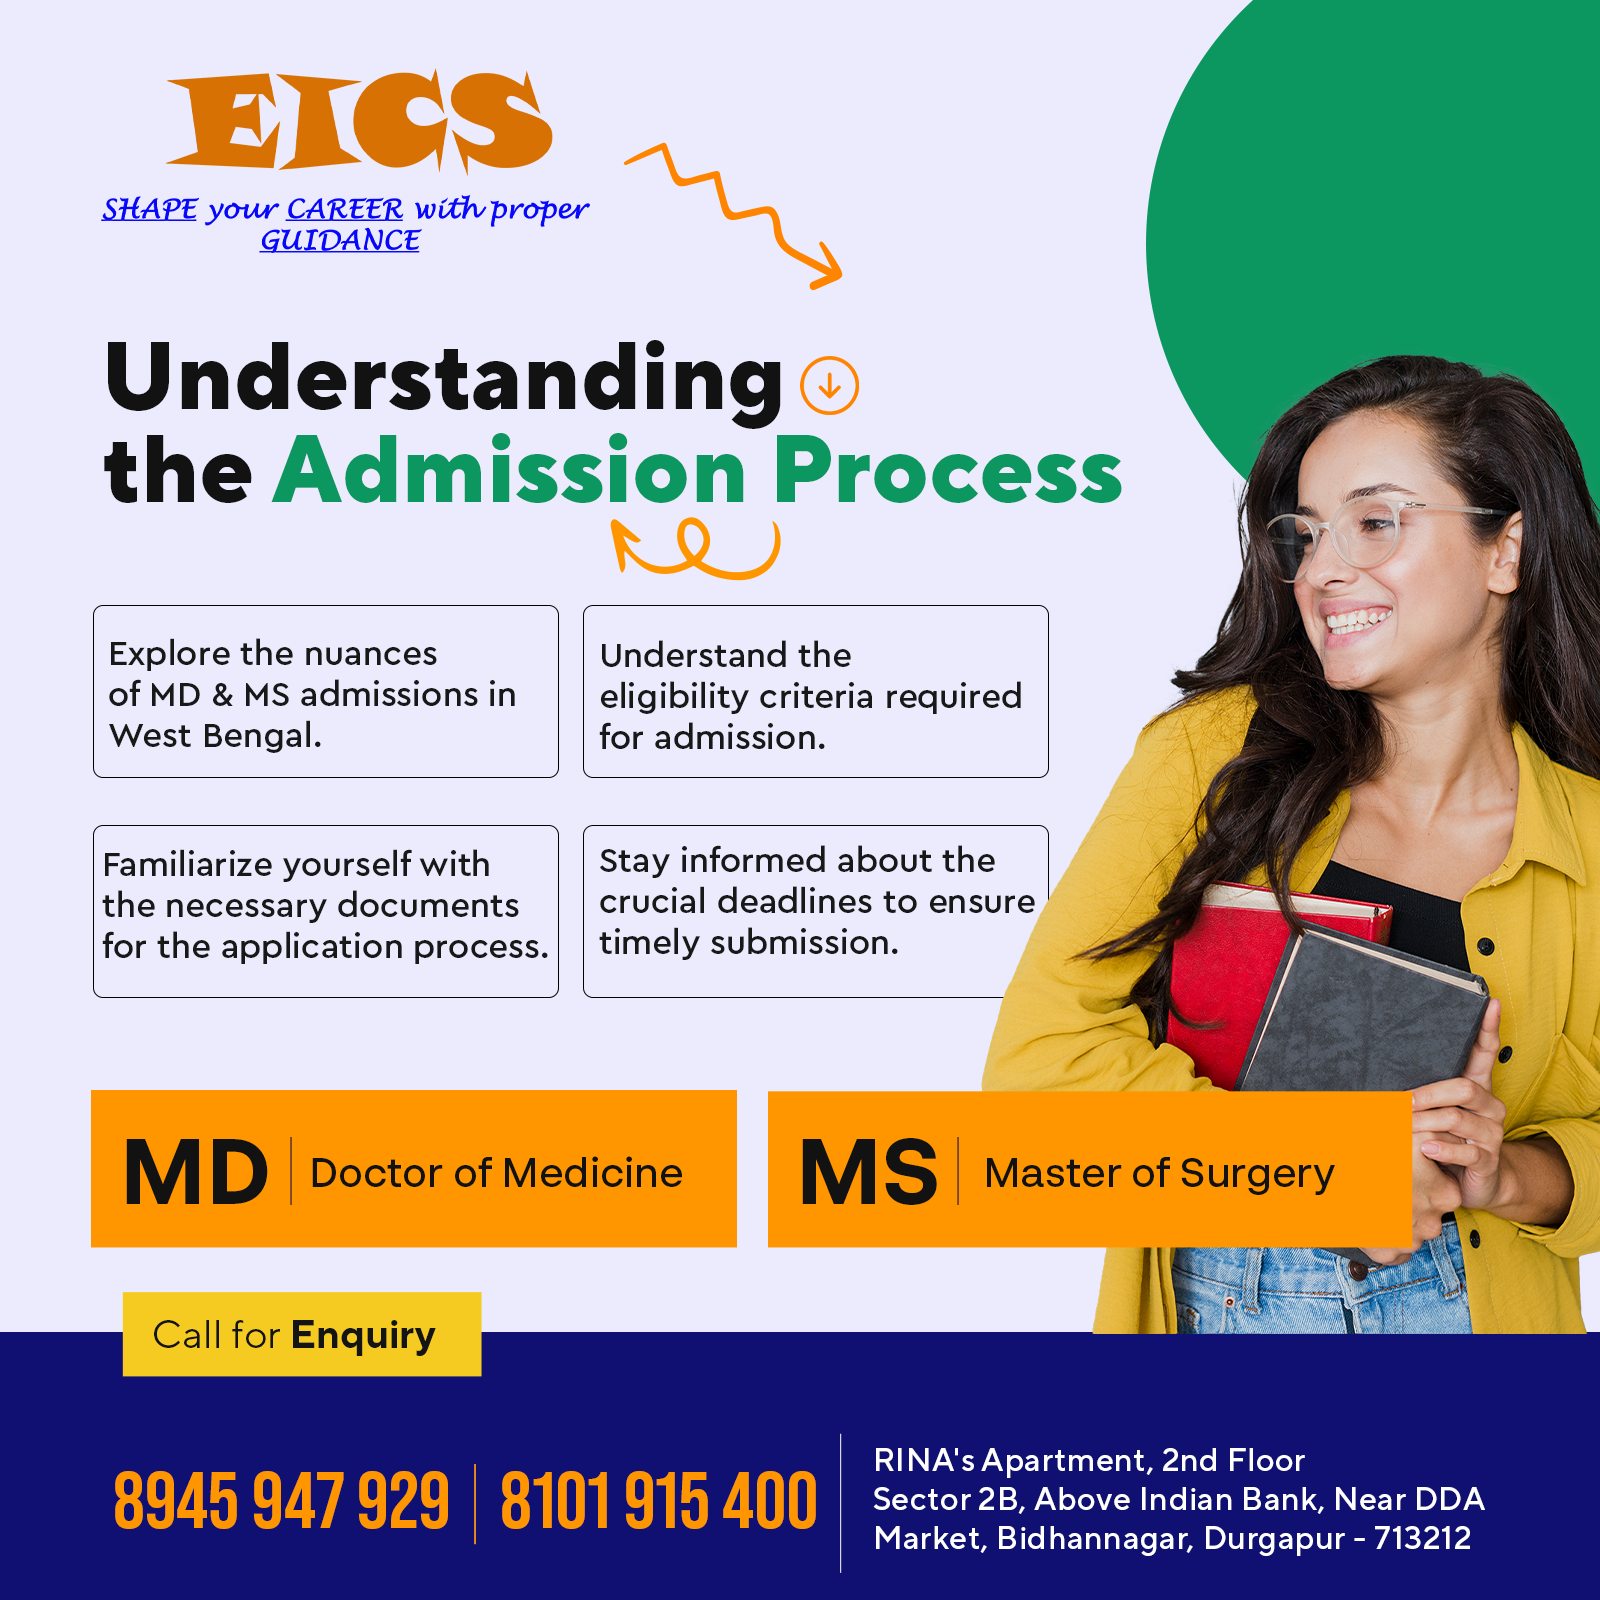 EICS
SHAPE your CAREER with proper
GUIDANCE
Understanding
the Admission Process
Explore the nuances
of MD & MS admissions in
West Bengal.
Understand the
eligibility criteria required
for admission.
Familiarize yourself with
the necessary documents
for the application process.
Stay informed about the
crucial deadlines to ensure
timely submission.
MD | Doctor of Medicine
MS | Master of Surgery
Call for Enquiry
8945 947 929 | 8101 915 400
RINA's Apartment, 2nd Floor
Sector 2B, Above Indian Bank, Near DDA
Market, Bidhannagar, Durgapur - 713212